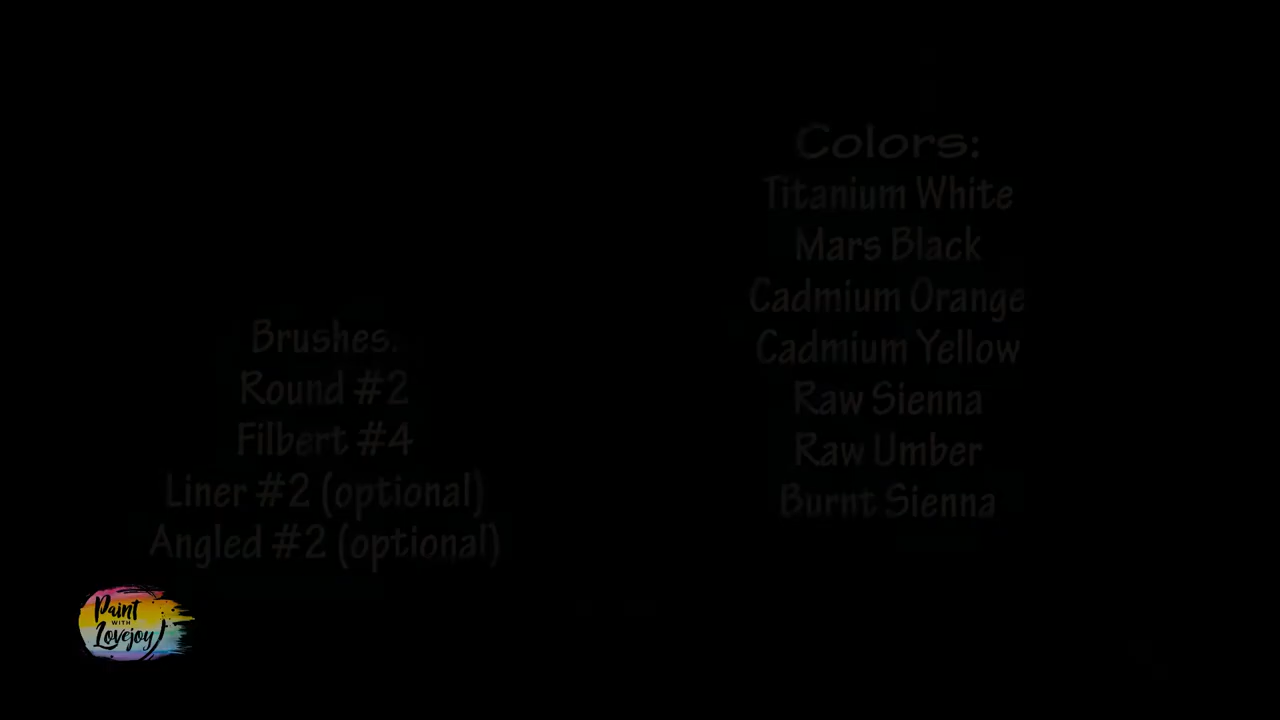 Colors:
Titanium White
Mars Black
Cadmium Orange
Cadmium Yellow
Raw Sienna
Raw Umber
Burnt Sienna
Brushes:
Round #2
Filbert #4
Liner #2 (optional)
Angled #2 (optional)
Paint
WITH
Lovejoy